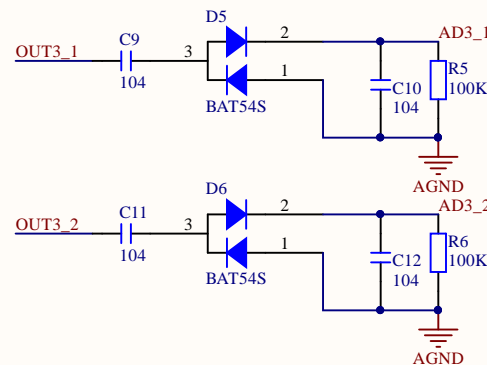 D5
C9
2
AD3_1
OUT3_1
3
R5
1
C10
100K
104
BAT54S
104
AGND
D6
C11
2
AD3_2
OUT3_2
3
R6
1
C12
100K
104
BAT54S
104
AGND